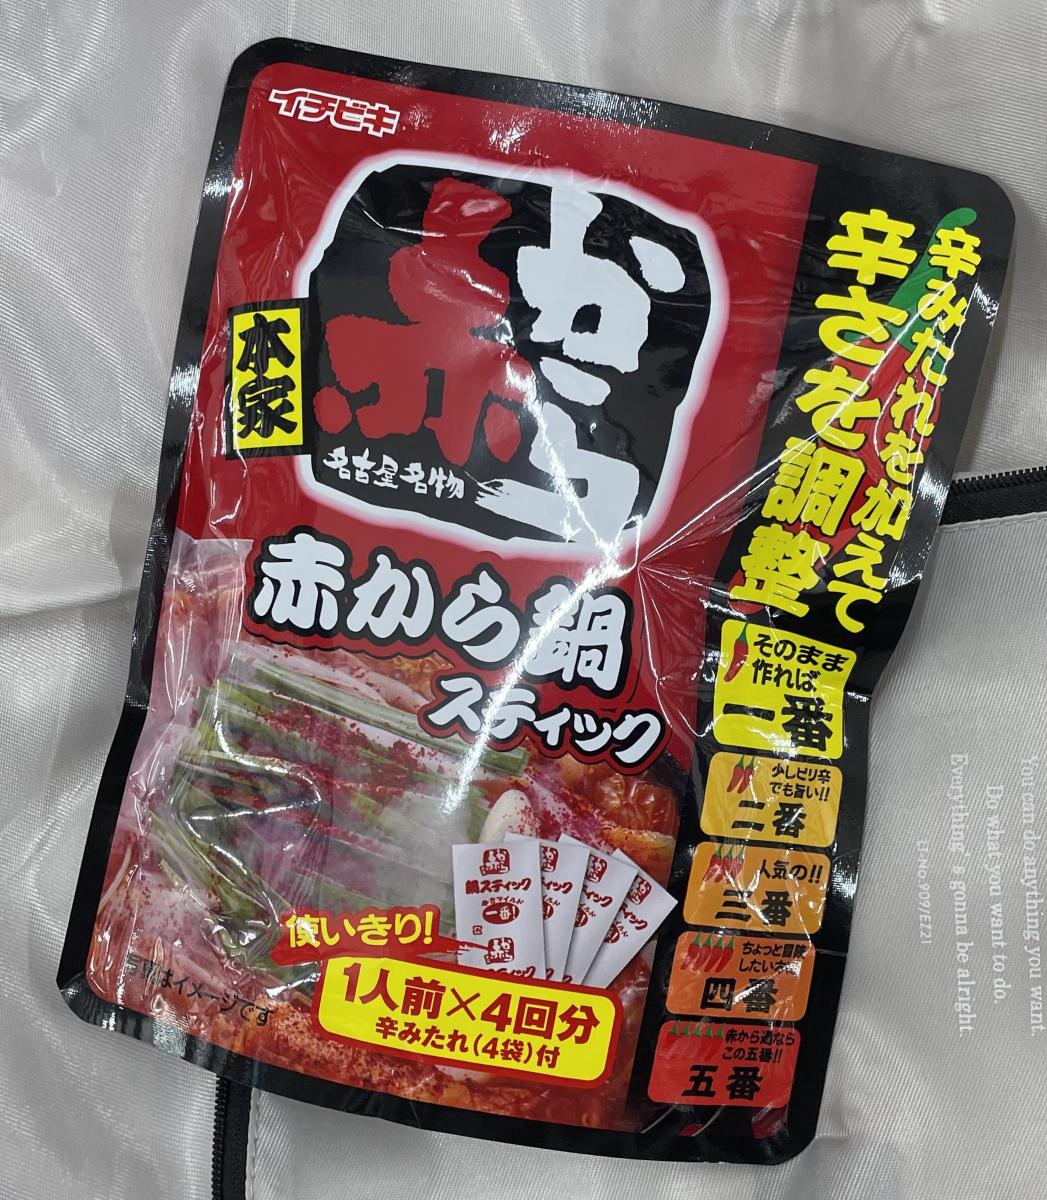 イチビキ
本家
赤から
名古屋名物
赤から鍋
スティック
辛みたれを加えて
辛さを調整
そのまま
作れば
一番
少しピリ辛
でも旨い!!
二番
人気の!!
三番
ちょっと冒険
したい
四番
赤から通なら
この五番!!
五番
鍋スティック
一番!
使いきり!
1人前×4回分
辛みたれ(4袋)付
写真はイメージです
You can do anything you want.
Do what you want to do.
Everything's gonna be alright.